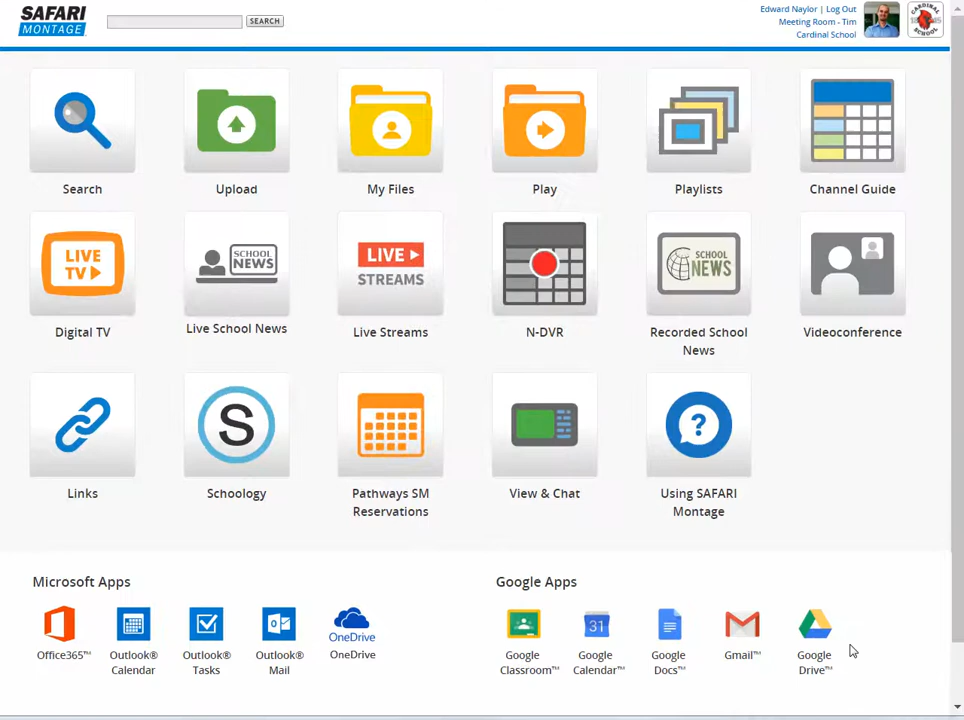 SAFARI
MONTAGE
SEARCH
Edward Naylor | Log Out
Meeting Room - Tim
Cardinal School
CARDINAL
SCHOOL
Search
Upload
My Files
Play
Playlists
Channel Guide
LIVE
TV
SCHOOL
NEWS
LIVE
STREAMS
SCHOOL
NEWS
Digital TV
Live School News
Live Streams
N-DVR
Recorded School
News
Videoconference
S
?
Links
Schoology
Pathways SM
Reservations
View & Chat
Using SAFARI
Montage
Microsoft Apps
Google Apps
OneDrive
31
Office365™
Outlook®
Calendar
Outlook®
Tasks
Outlook®
Mail
OneDrive
Google
Classroom™
Google
Calendar™
Google
Docs™
Gmail™
Google
Drive™